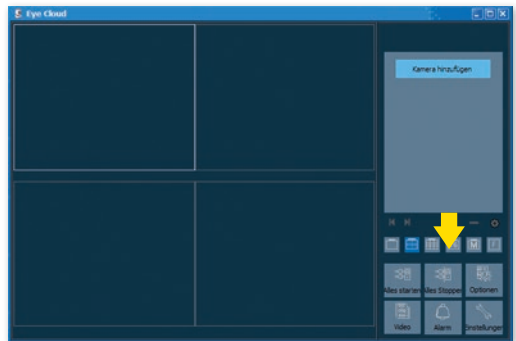 Eye Cloud
Kamera hinzufügen
Alles starten Alles Stoppen Optionen
Video Alarm Einstellungen